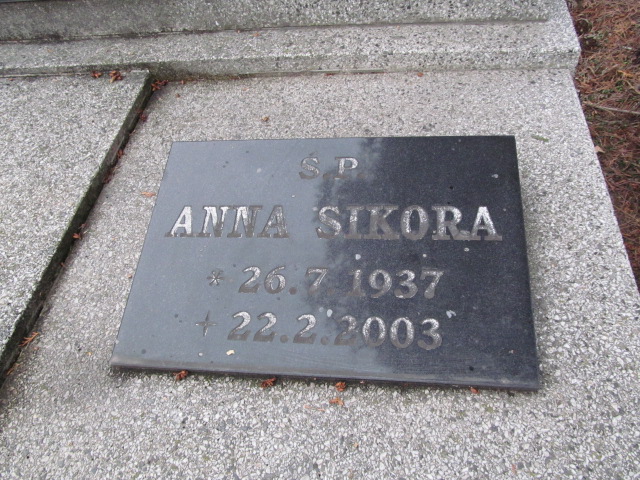 S.P.
ANNA SIKORA
* 26.7.1937
+ 22.2.2003